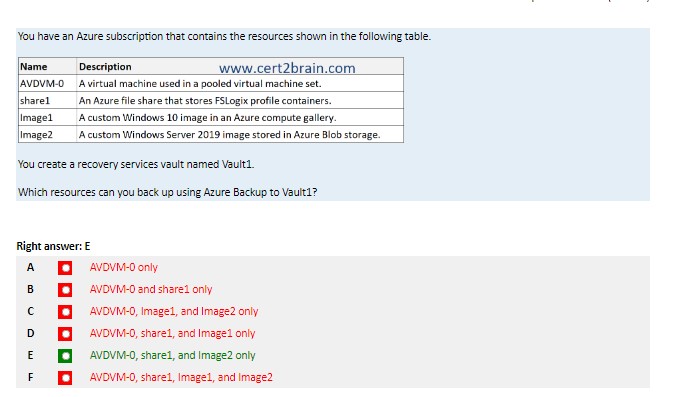 You have an Azure subscription that contains the resources shown in the following table.
Name Description www.cert2brain.com
AVDVM-0 A virtual machine used in a pooled virtual machine set.
share1 An Azure file share that stores FSLogix profile containers.
Image1 A custom Windows 10 image in an Azure compute gallery.
Image2 A custom Windows Server 2019 image stored in Azure Blob storage.
You create a recovery services vault named Vault1.
Which resources can you back up using Azure Backup to Vault1?
Right answer: E
A AVDVM-0 only
B AVDVM-0 and share1 only
C AVDVM-0, Image1, and Image2 only
D AVDVM-0, share1, and Image1 only
E AVDVM-0, share1, and Image2 only
F AVDVM-0, share1, Image1, and Image2